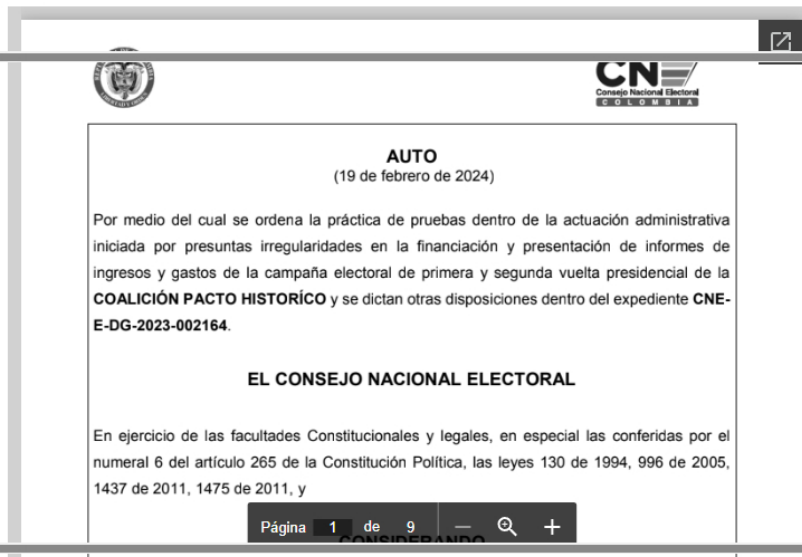 CNE
Consejo Nacional Electoral
COLOMBIA
AUTO
(19 de febrero de 2024)
Por medio del cual se ordena la práctica de pruebas dentro de la actuación administrativa
iniciada por presuntas irregularidades en la financiación y presentación de informes de
ingresos y gastos de la campaña electoral de primera y segunda vuelta presidencial de la
COALICIÓN PACTO HISTORÍCO y se dictan otras disposiciones dentro del expediente CNE-
E-DG-2023-002164.
EL CONSEJO NACIONAL ELECTORAL
En ejercicio de las facultades Constitucionales y legales, en especial las conferidas por el
numeral 6 del artículo 265 de la Constitución Política, las leyes 130 de 1994, 996 de 2005,
1437 de 2011, 1475 de 2011, y
Página 1 de 9
CONSIDERANDO